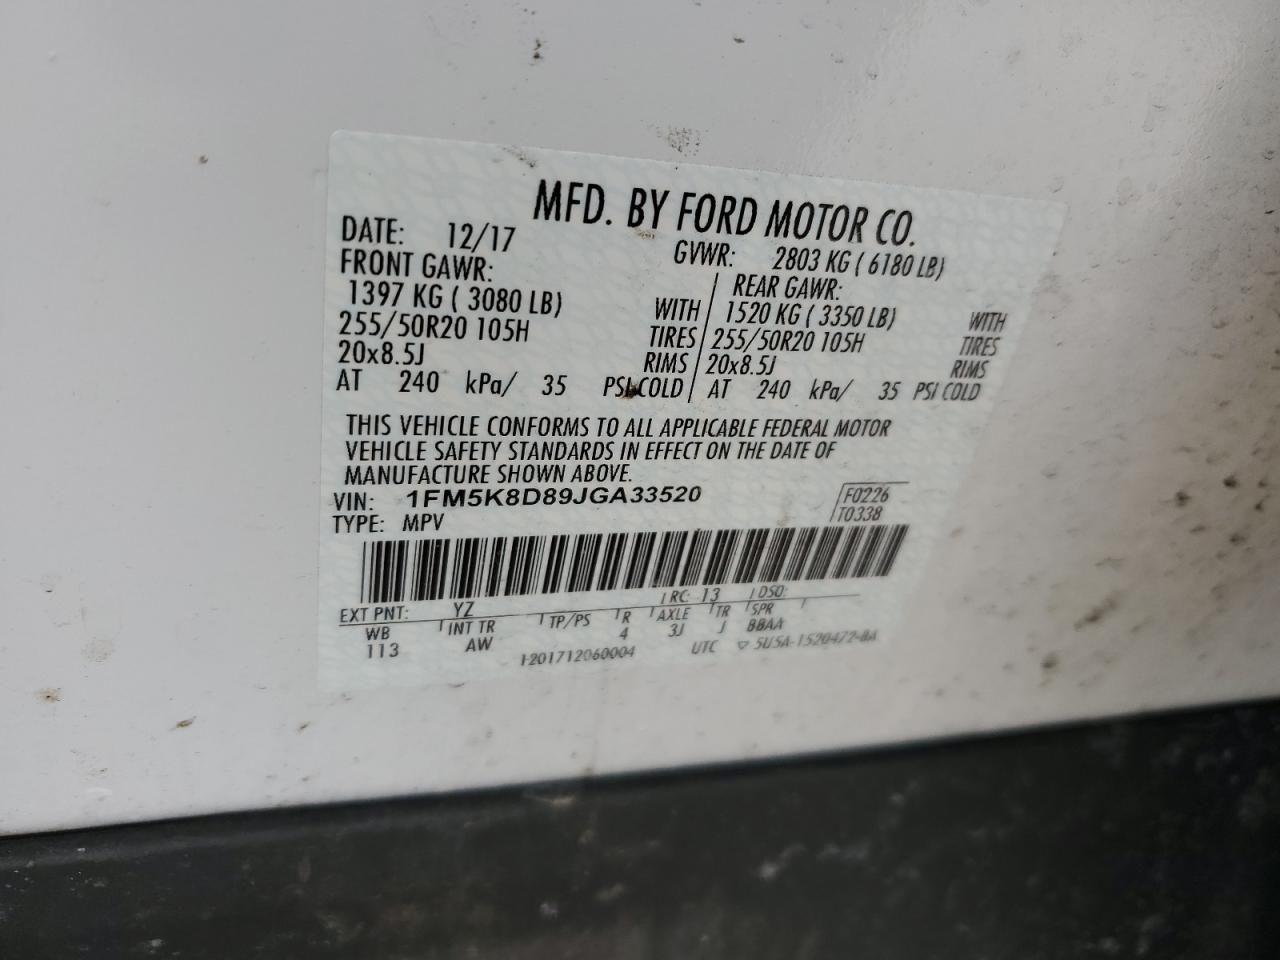 MFD. BY FORD MOTOR CO.
DATE: 12/17 GVWR: 2803 KG ( 6180 LB)
FRONT GAWR: REAR GAWR:
1397 KG ( 3080 LB) WITH 1520 KG ( 3350 LB) WITH
255/50R20 105H TIRES 255/50R20 105H TIRES
20x8.5J RIMS 20x8.5J RIMS
AT 240 kPa/ 35 PSI COLD AT 240 kPa/ 35 PSI COLD
THIS VEHICLE CONFORMS TO ALL APPLICABLE FEDERAL MOTOR
VEHICLE SAFETY STANDARDS IN EFFECT ON THE DATE OF
MANUFACTURE SHOWN ABOVE.
VIN: 1FM5K8D89JGA33520 F0226
TYPE: MPV T0338
EXT PNT: YZ RC: 13 DSO:
WB INT TR TP/PS R AXLE TR SPR
113 AW 4 3J J BBAA
1201712060004 UTC ▽ 5U5A-1520472-BA